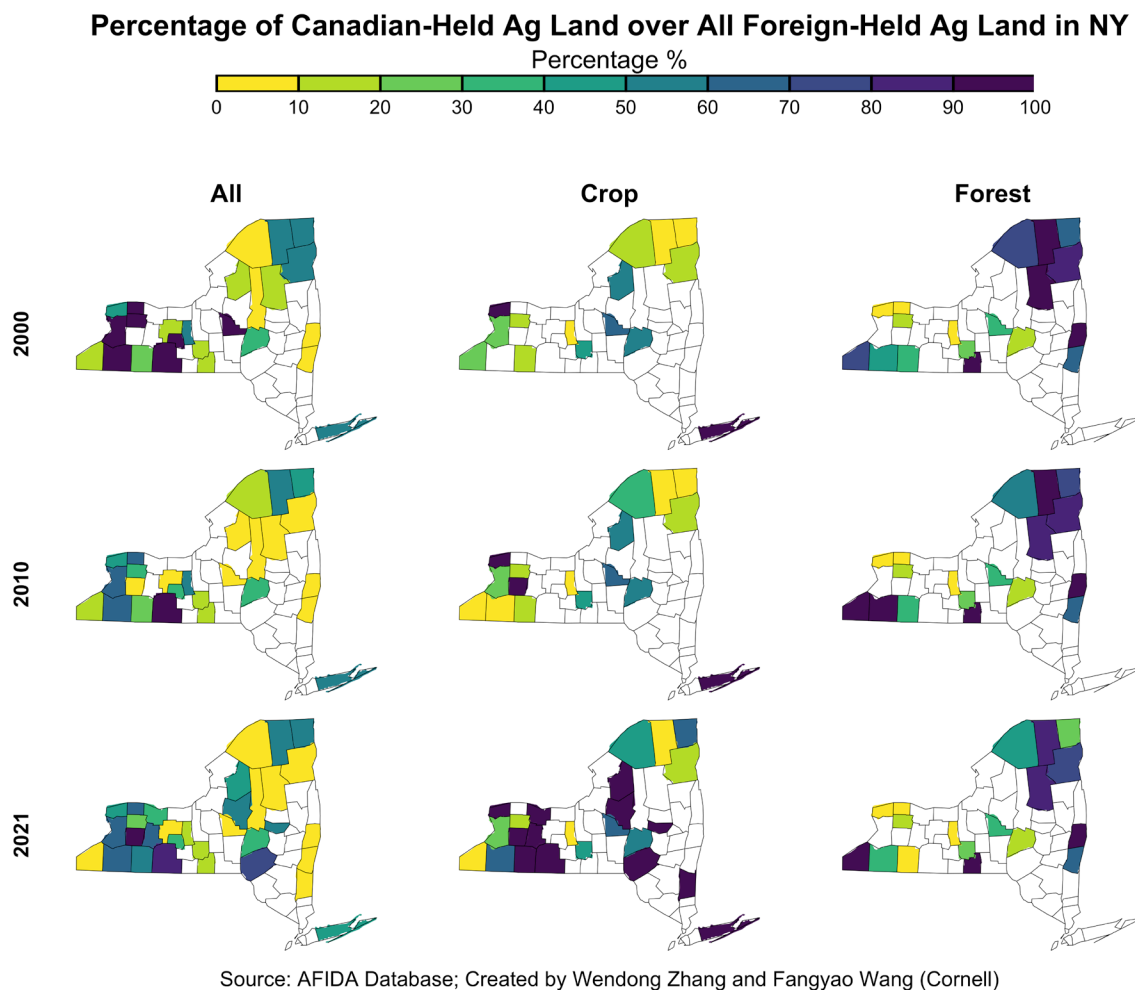 Percentage of Canadian-Held Ag Land over All Foreign-Held Ag Land in NY
Percentage %
0 10 20 30 40 50 60 70 80 90 100
All Crop Forest
2000
2010
2021
Source: AFIDA Database; Created by Wendong Zhang and Fangyao Wang (Cornell)